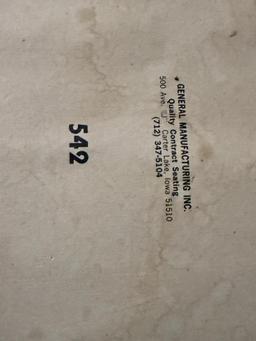 GENERAL MANUFACTURING INC.
Quality Contract Seating
500 Ave. Carter Lake, Iowa 51510
(712) 347-5104
542